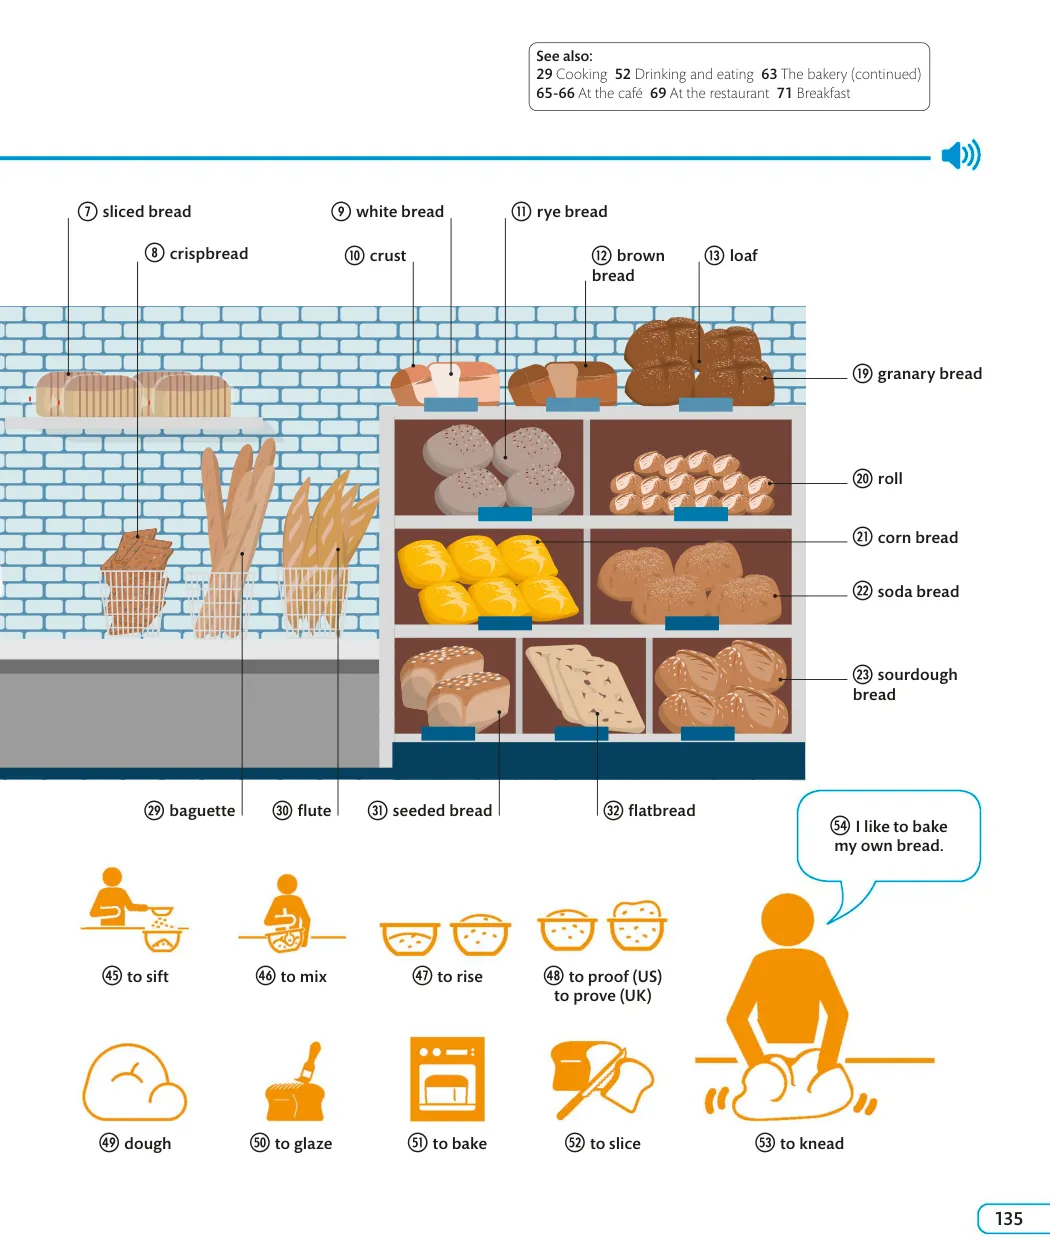 See also:
29 Cooking 52 Drinking and eating 63 The bakery (continued)
65-66 At the café 69 At the restaurant 71 Breakfast
7 sliced bread
9 white bread
11 rye bread
8 crispbread
10 crust
12 brown
bread
13 loaf
19 granary bread
20 roll
21 corn bread
22 soda bread
23 sourdough
bread
29 baguette
30 flute
31 seeded bread
32 flatbread
54 I like to bake
my own bread.
45 to sift
46 to mix
47 to rise
48 to proof (US)
to prove (UK)
49 dough
50 to glaze
51 to bake
52 to slice
53 to knead
135